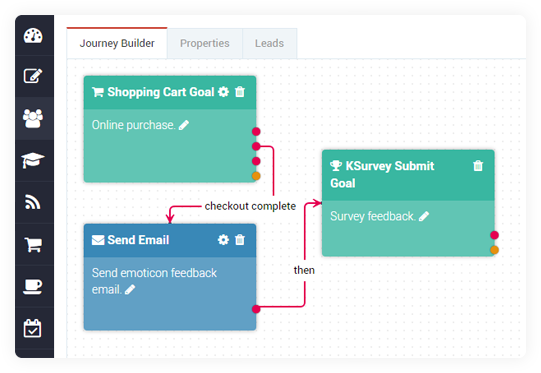 Journey Builder
Properties
Leads
Shopping Cart Goal
Online purchase.
checkout complete
Send Email
Send emoticon feedback
email.
then
KSurvey Submit
Goal
Survey feedback.